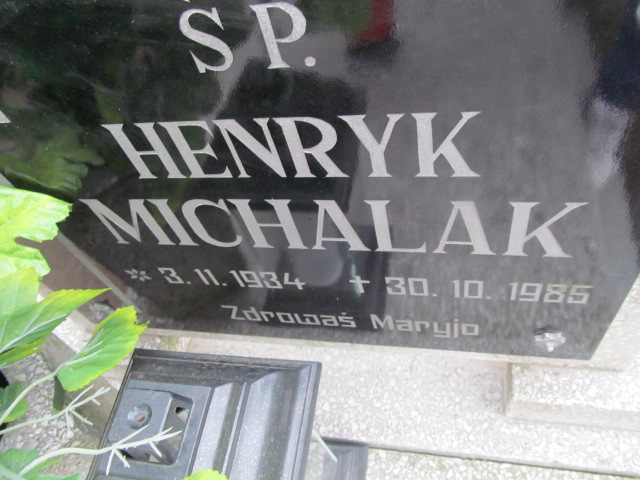 Ś.P.
HENRYK
MICHALAK
* 3.11.1934 + 30.10.1985
Zdrowaś Maryjo